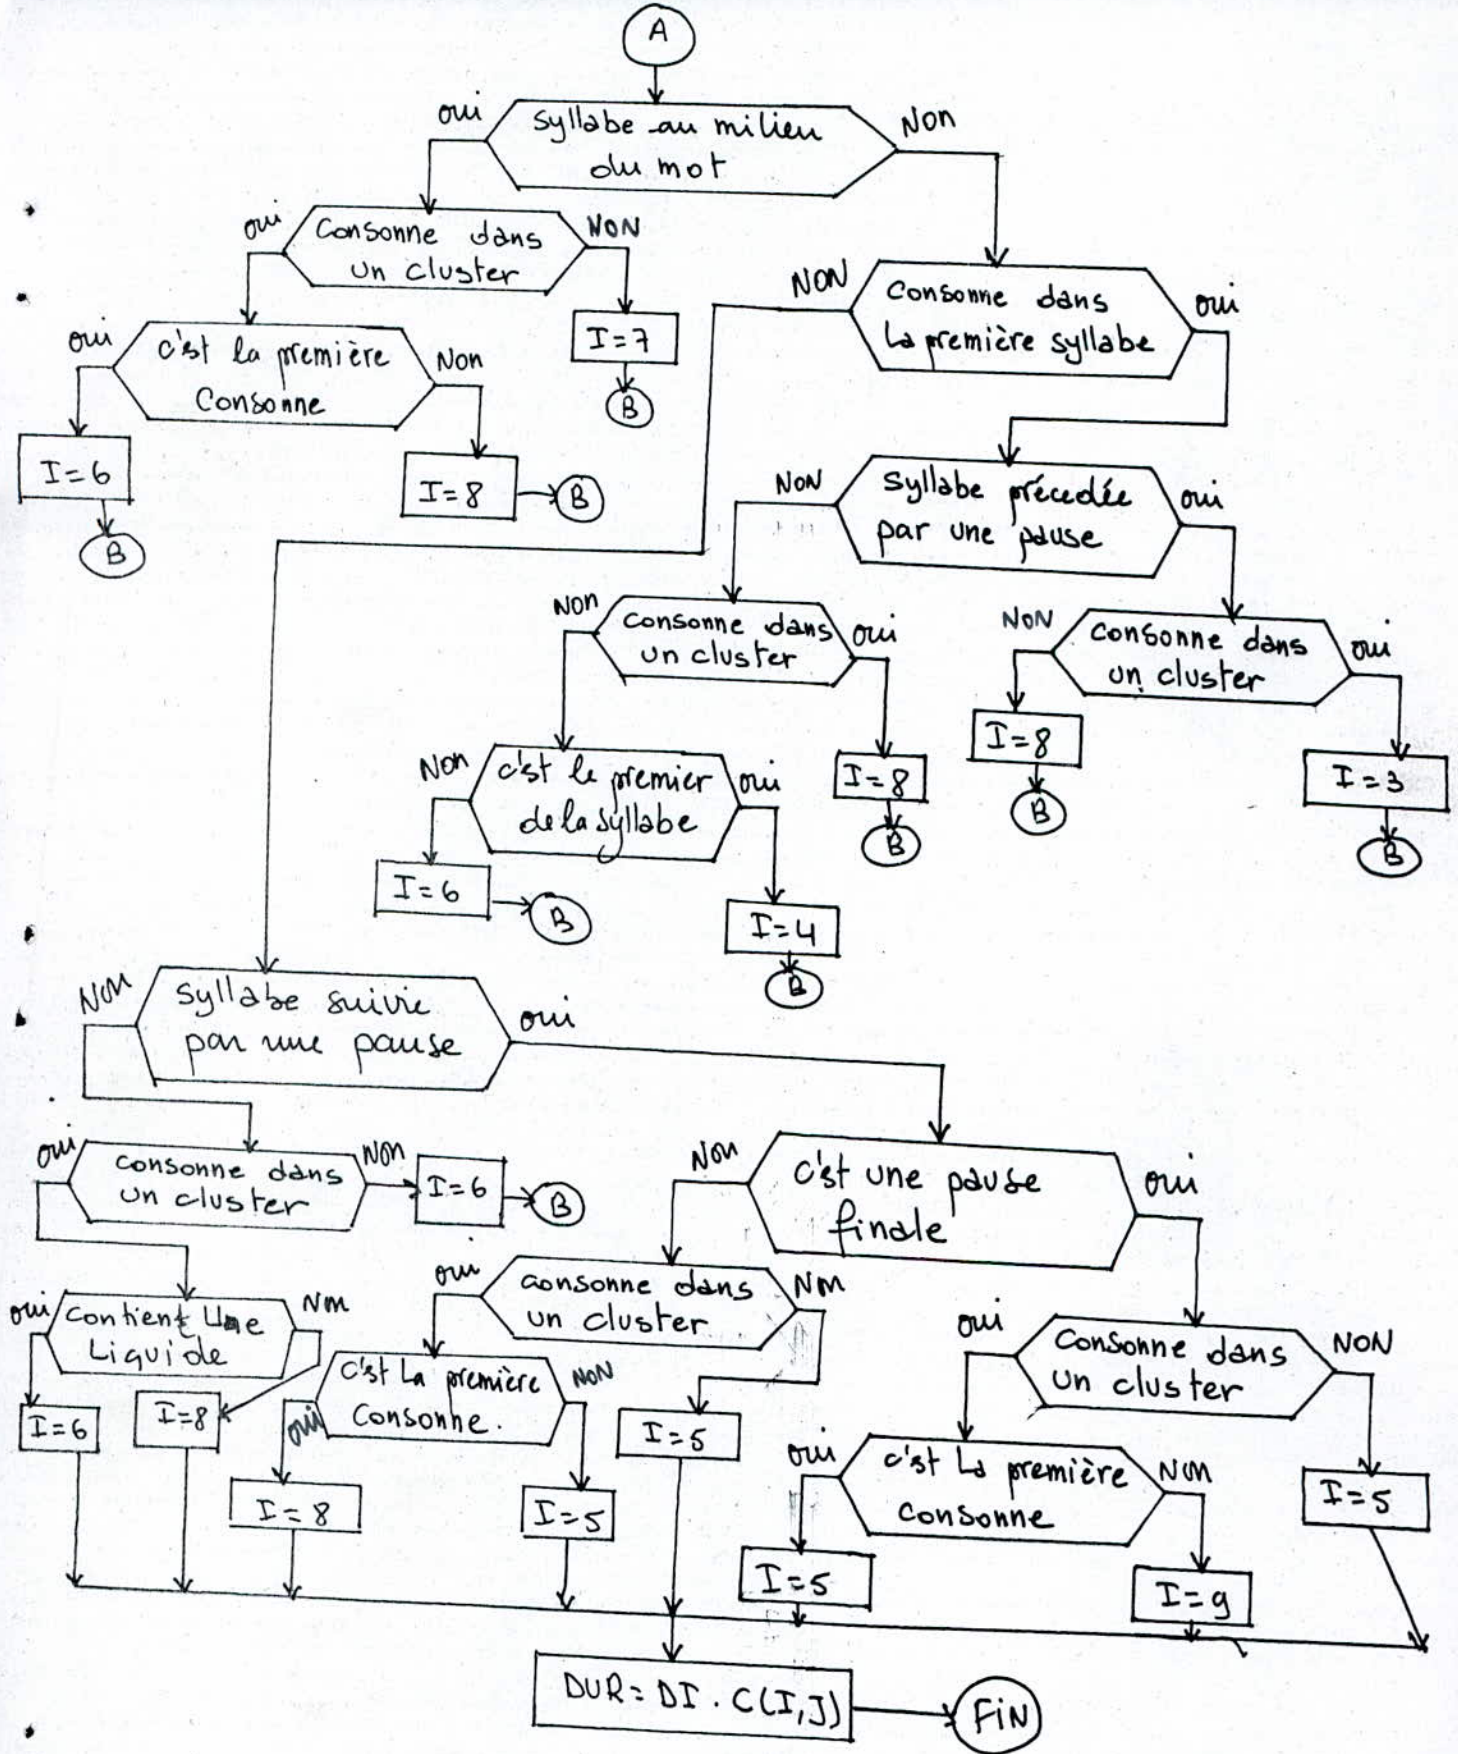 A
oui
Syllabe au milieu
du mot
Non
oui
Consonne dans
un cluster
NON
NON
Consonne dans
La première syllabe
oui
oui
c'est la première
Consonne
Non
I=7
B
I=6
B
I=8
B
Non
Syllabe précedée
par une pause
oui
Non
consonne dans
un cluster
oui
NON
consonne dans
un cluster
oui
Non
c'est le premier
de la syllabe
oui
I=8
B
I=8
B
I=3
B
I=6
B
I=4
B
Non
Syllabe suivie
par une pause
oui
oui
consonne dans
un cluster
Non
I=6
B
Non
c'est une pause
finale
oui
oui
contient Une
Liquide
Non
oui
consonne dans
un cluster
Non
oui
Consonne dans
un cluster
NON
I=6
I=8
oui
c'est La première
Consonne.
NON
I=5
oui
c'est La première
consonne
Non
I=5
I=8
I=5
I=5
I=9
DUR=DI.C(I,J)
FiN